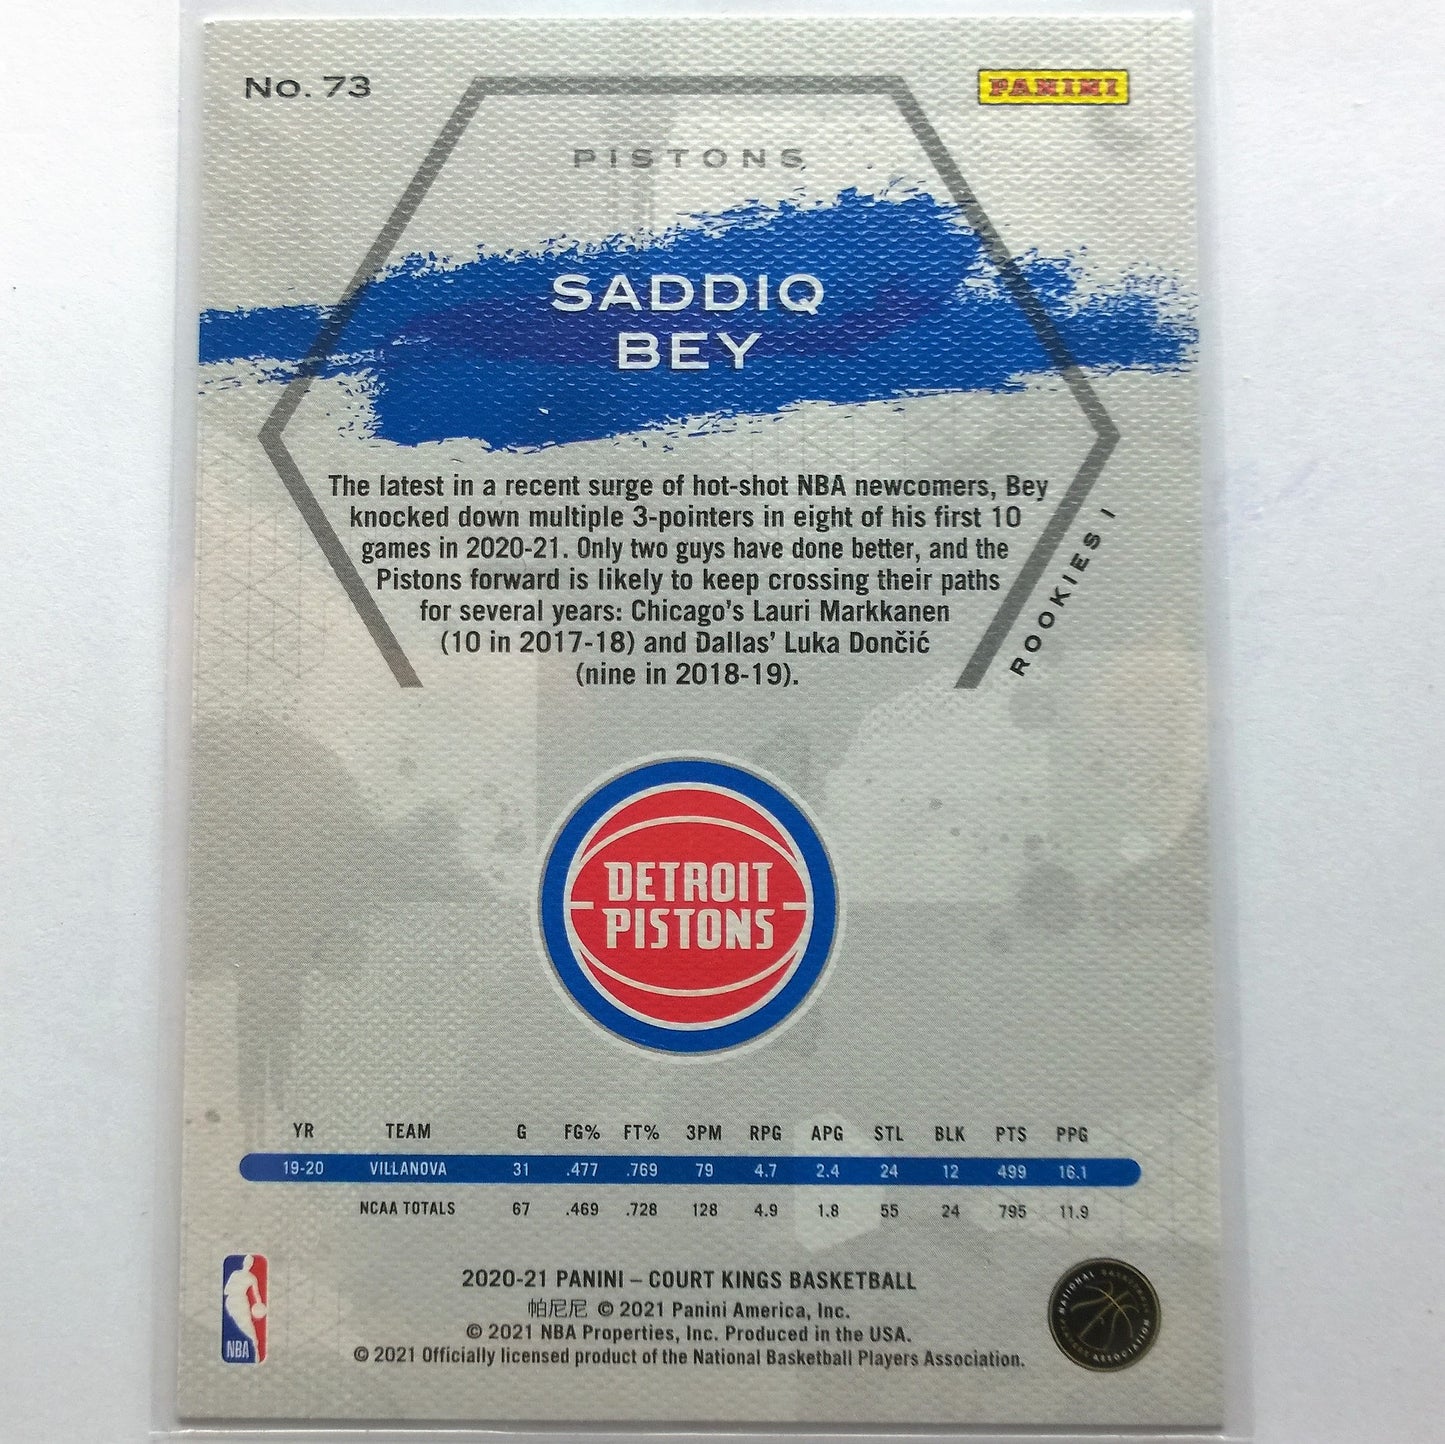 No. 73
PANINI
PISTONS
SADDIQ
BEY
The latest in a recent surge of hot-shot NBA newcomers, Bey
knocked down multiple 3-pointers in eight of his first 10
games in 2020-21. Only two guys have done better, and the
Pistons forward is likely to keep crossing their paths
for several years: Chicago's Lauri Markkanen
(10 in 2017-18) and Dallas' Luka Dončić
(nine in 2018-19).
ROOKIES I
DETROIT
PISTONS
YR TEAM G FG% FT% 3PM RPG APG STL BLK PTS PPG
19-20 VILLANOVA 31 .477 .769 79 4.7 2.4 24 12 499 16.1
NCAA TOTALS 67 .469 .728 128 4.9 1.8 55 24 795 11.9
2020-21 PANINI – COURT KINGS BASKETBALL
帕尼尼 © 2021 Panini America, Inc.
© 2021 NBA Properties, Inc. Produced in the USA.
© 2021 Officially licensed product of the National Basketball Players Association.
NBA
NATIONAL BASKETBALL
PLAYERS ASSOCIATION